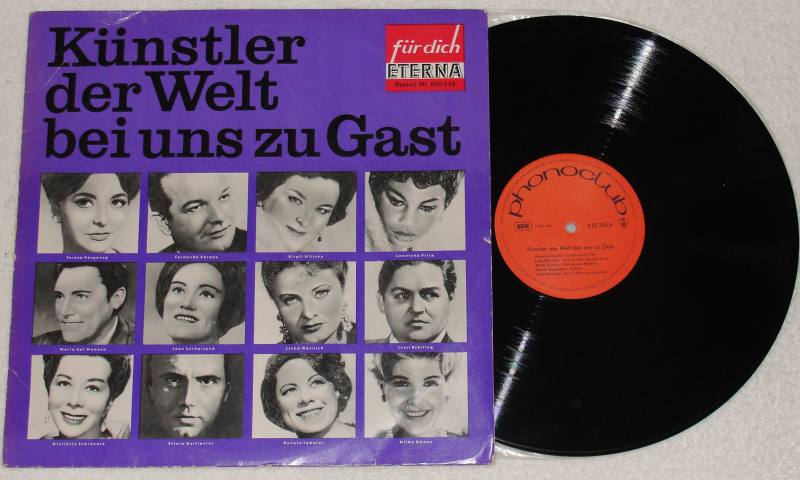 Künstler
der Welt
bei uns zu Gast
für dich
ETERNA
Bestell Nr. 820 524
Teresa Berganza
Fernando Corena
Birgit Nilsson
Leontyne Price
Mario del Monaco
Joan Sutherland
Ljuba Welitsch
Jussi Björling
Giulietta Simionato
Ettore Bastianini
Renata Tebaldi
Hilde Güden
phonoclub
Künstler der Welt bei uns zu Gast